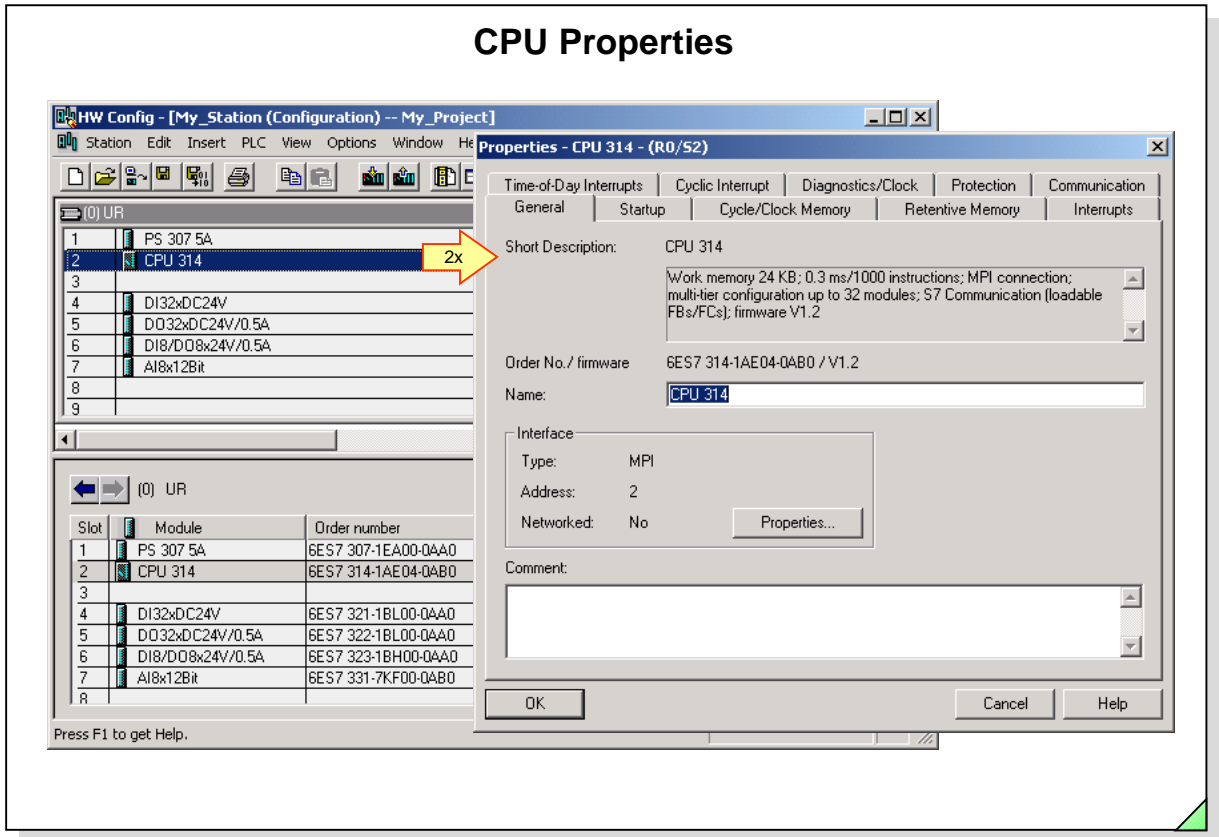 CPU Properties
HW Config - [My_Station (Configuration) -- My_Project]
Station Edit Insert PLC View Options Window He
(0) UR
1 PS 307 5A
2 CPU 314
3
4 DI32xDC24V
5 DO32xDC24V/0.5A
6 DI8/DO8x24V/0.5A
7 AI8x12Bit
8
9
2x
(0) UR
Slot Module Order number
1 PS 307 5A 6ES7 307-1EA00-0AA0
2 CPU 314 6ES7 314-1AE04-0AB0
3
4 DI32xDC24V 6ES7 321-1BL00-0AA0
5 DO32xDC24V/0.5A 6ES7 322-1BL00-0AA0
6 DI8/DO8x24V/0.5A 6ES7 323-1BH00-0AA0
7 AI8x12Bit 6ES7 331-7KF00-0AB0
8
Press F1 to get Help.
Properties - CPU 314 - (R0/S2)
Time-of-Day Interrupts Cyclic Interrupt Diagnostics/Clock Protection Communication
General Startup Cycle/Clock Memory Retentive Memory Interrupts
Short Description: CPU 314
Work memory 24 KB; 0.3 ms/1000 instructions; MPI connection;
multi-tier configuration up to 32 modules; S7 Communication (loadable
FBs/FCs); firmware V1.2
Order No./ firmware 6ES7 314-1AE04-0AB0 / V1.2
Name: CPU 314
Interface
Type: MPI
Address: 2
Networked: No Properties...
Comment:
OK Cancel Help